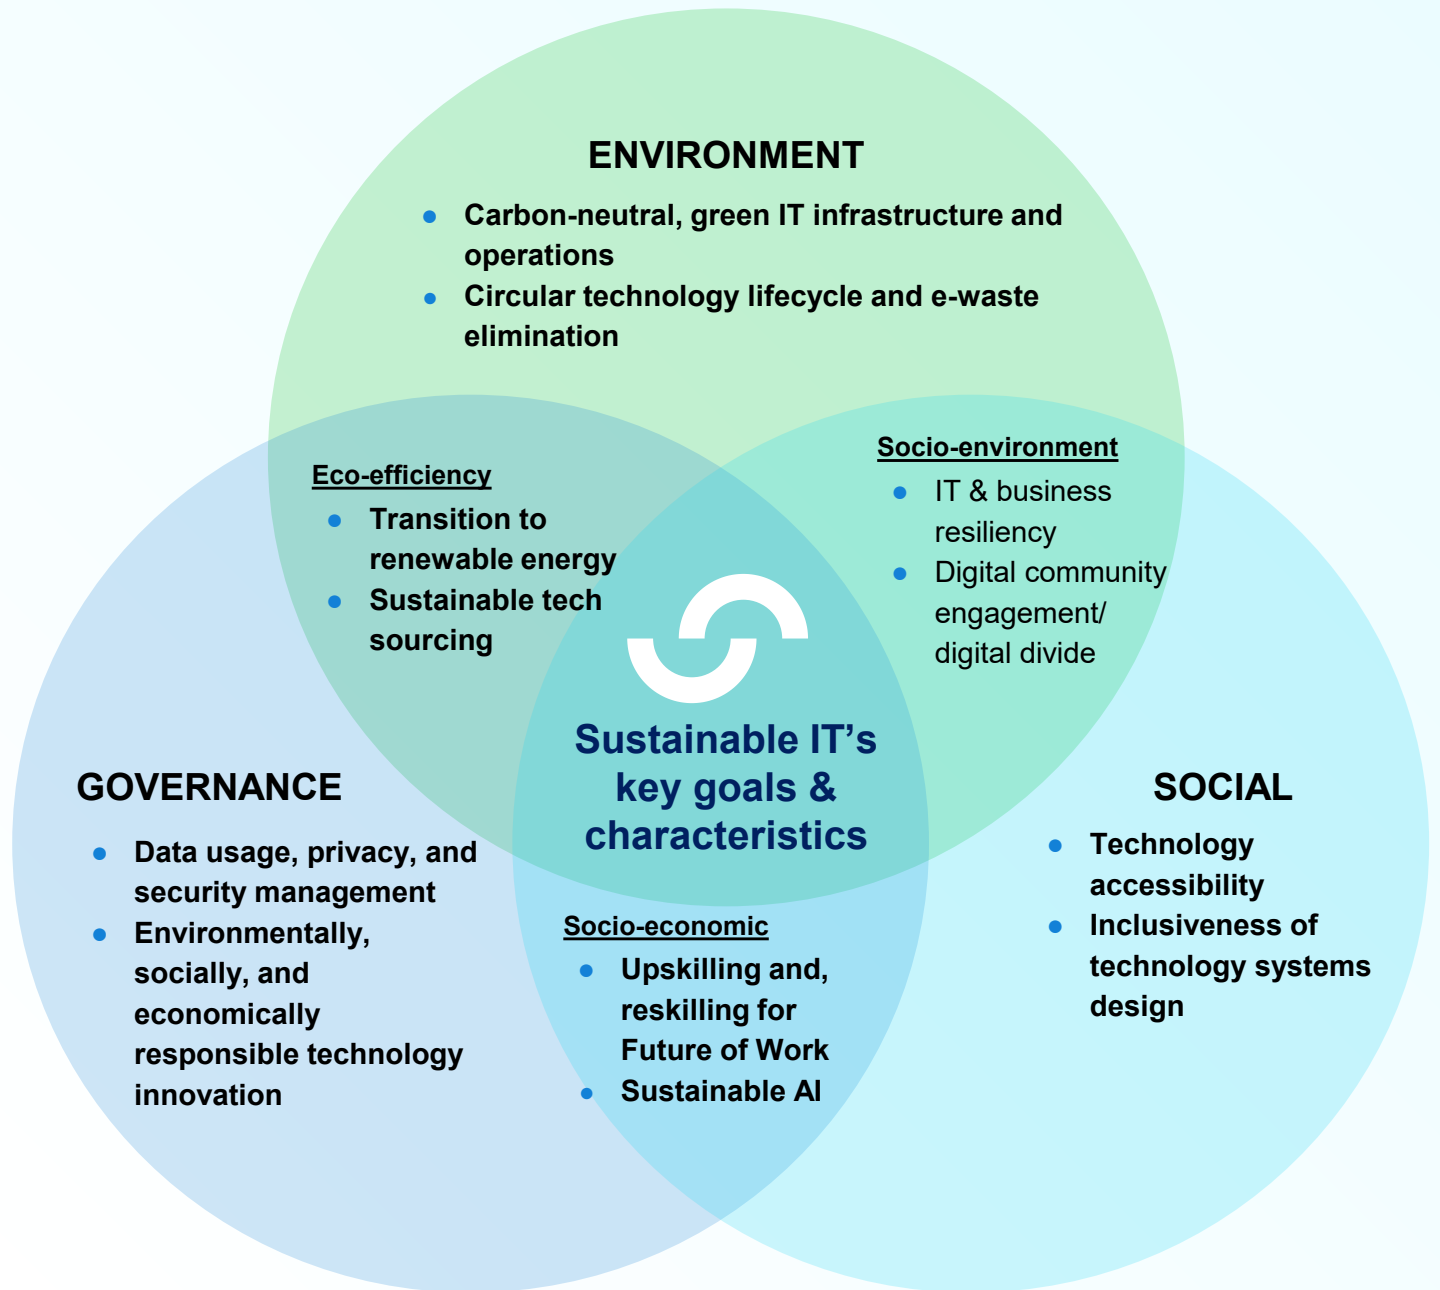 ENVIRONMENT
● Carbon-neutral, green IT infrastructure and
operations
● Circular technology lifecycle and e-waste
elimination
Eco-efficiency
● Transition to
renewable energy
● Sustainable tech
sourcing
Socio-environment
● IT & business
resiliency
● Digital community
engagement/
digital divide
Sustainable IT’s
key goals &
characteristics
GOVERNANCE
● Data usage, privacy, and
security management
● Environmentally,
socially, and
economically
responsible technology
innovation
SOCIAL
● Technology
accessibility
● Inclusiveness of
technology systems
design
Socio-economic
● Upskilling and,
reskilling for
Future of Work
● Sustainable AI